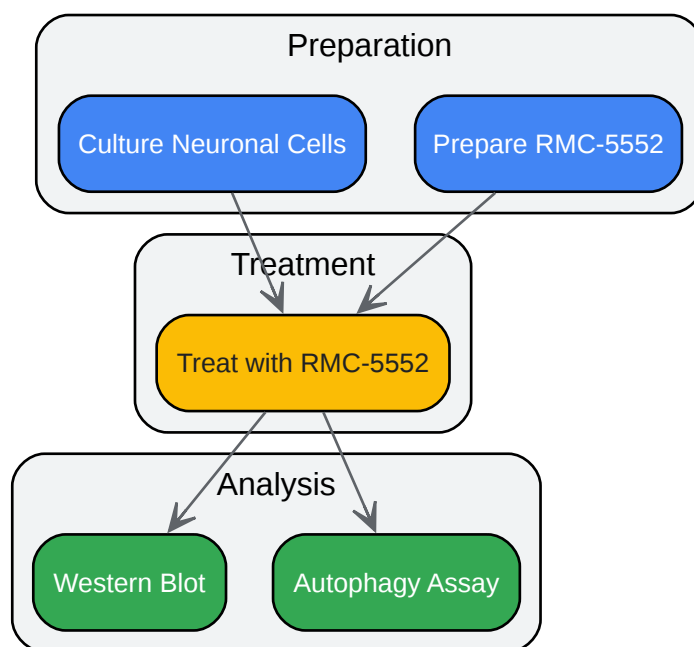 Preparation
Culture Neuronal Cells
Prepare RMC-5552
Treatment
Treat with RMC-5552
Analysis
Western Blot
Autophagy Assay